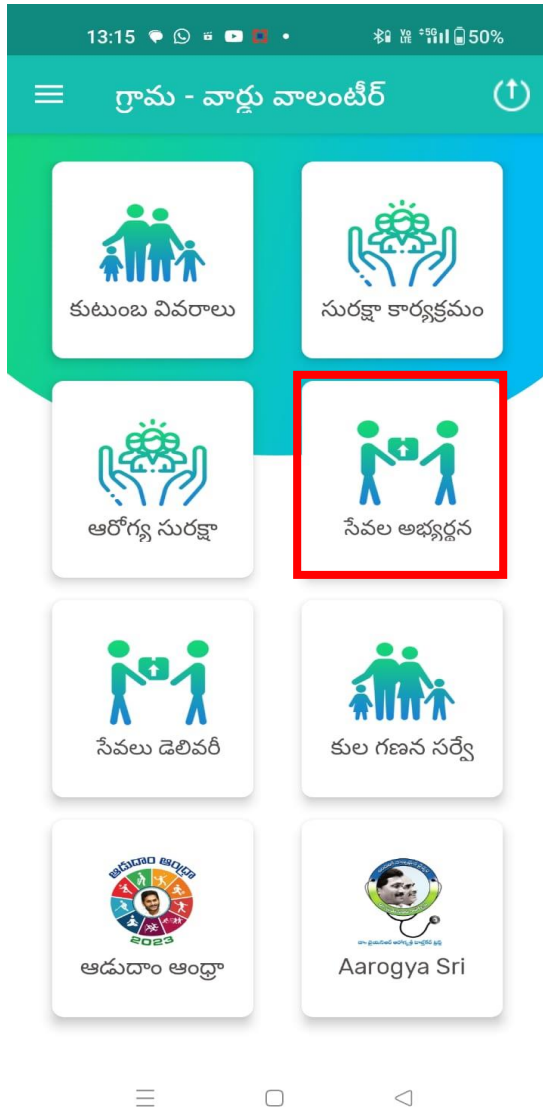 13:15
50%
గ్రామ - వార్డు వాలంటీర్
కుటుంబ వివరాలు
సురక్షా కార్యక్రమం
ఆరోగ్య సురక్షా
సేవల అభ్యర్థన
సేవలు డెలివరీ
కుల గణన సర్వే
ఆడుదాం ఆంధ్రా
2023
ఆడుదాం ఆంధ్రా
Aarogya Sri